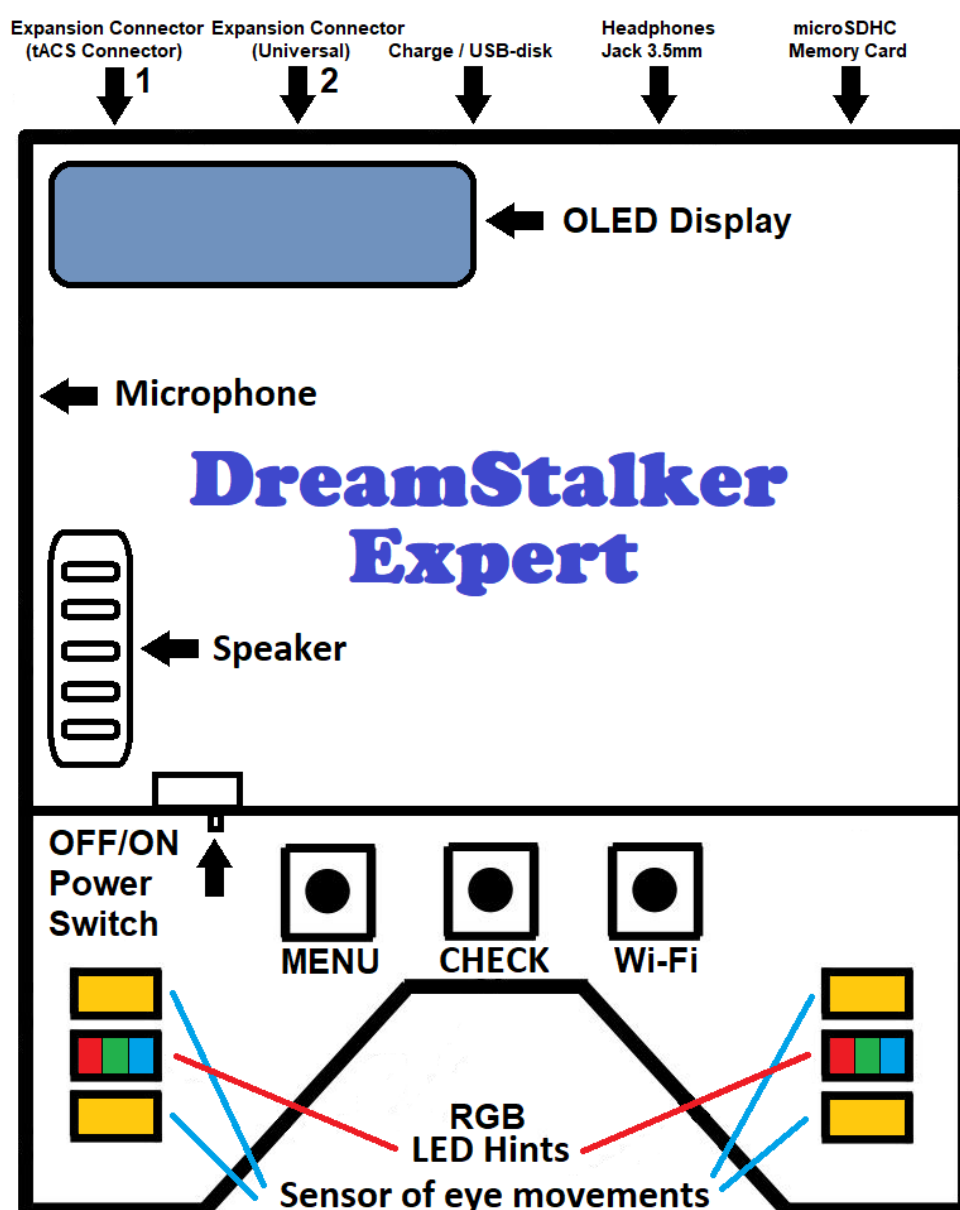 Expansion Connector
(tACS Connector)
1
Expansion Connector
(Universal)
2
Charge / USB-disk
Headphones
Jack 3.5mm
microSDHC
Memory Card
OLED Display
Microphone
DreamStalker
Expert
Speaker
OFF/ON
Power
Switch
MENU
CHECK
Wi-Fi
RGB
LED Hints
Sensor of eye movements